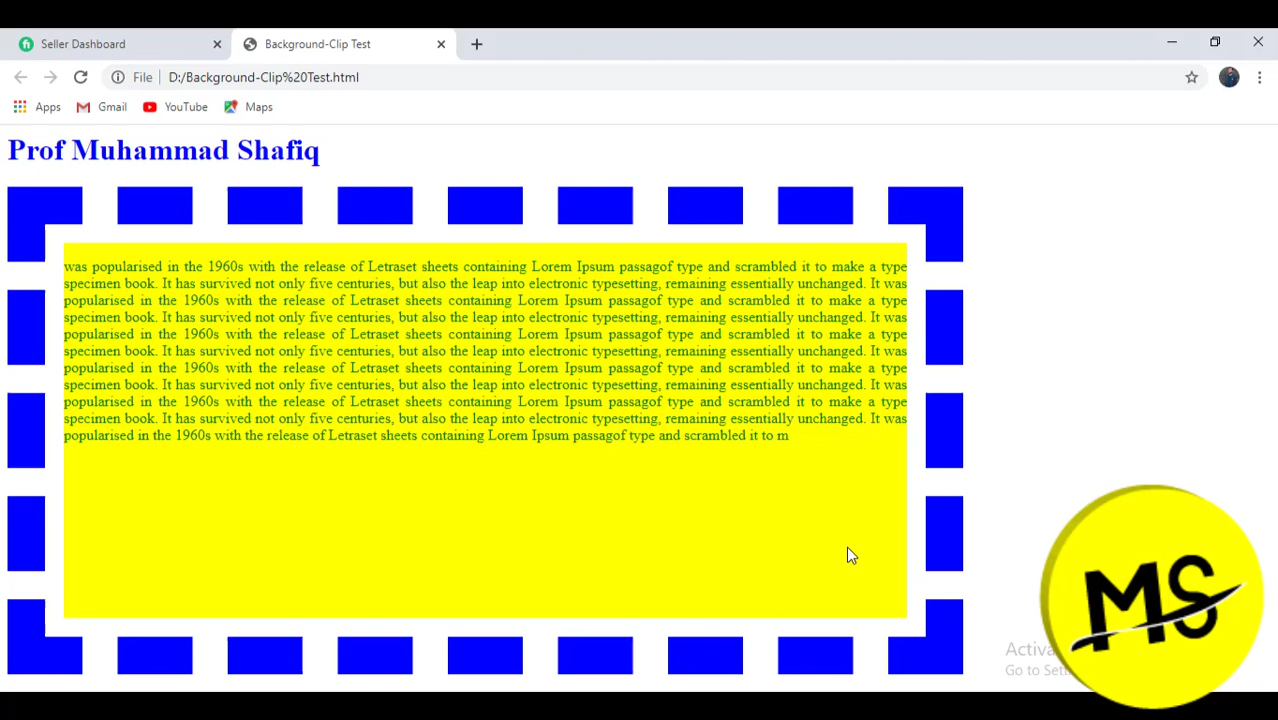 Seller Dashboard
Background-Clip Test
File
D:/Background-Clip%20Test.html
Apps
Gmail
YouTube
Maps
Prof Muhammad Shafiq
was popularised in the 1960s with the release of Letraset sheets containing Lorem Ipsum passagof type and scrambled it to make a type
specimen book. It has survived not only five centuries, but also the leap into electronic typesetting, remaining essentially unchanged. It was
popularised in the 1960s with the release of Letraset sheets containing Lorem Ipsum passagof type and scrambled it to make a type
specimen book. It has survived not only five centuries, but also the leap into electronic typesetting, remaining essentially unchanged. It was
popularised in the 1960s with the release of Letraset sheets containing Lorem Ipsum passagof type and scrambled it to make a type
specimen book. It has survived not only five centuries, but also the leap into electronic typesetting, remaining essentially unchanged. It was
popularised in the 1960s with the release of Letraset sheets containing Lorem Ipsum passagof type and scrambled it to make a type
specimen book. It has survived not only five centuries, but also the leap into electronic typesetting, remaining essentially unchanged. It was
popularised in the 1960s with the release of Letraset sheets containing Lorem Ipsum passagof type and scrambled it to make a type
specimen book. It has survived not only five centuries, but also the leap into electronic typesetting, remaining essentially unchanged. It was
popularised in the 1960s with the release of Letraset sheets containing Lorem Ipsum passagof type and scrambled it to m
MS
Activa
Go to Sett